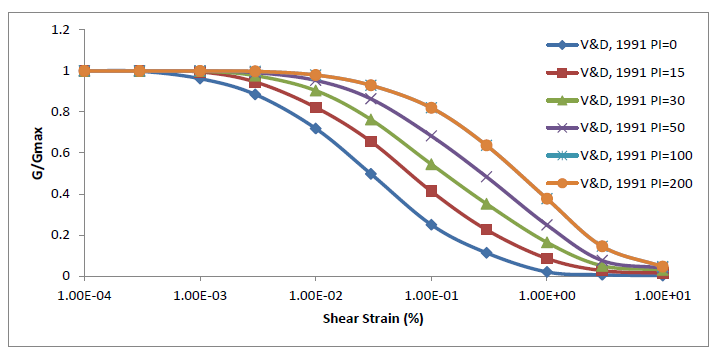 1.2
1
0.8
0.6
0.4
0.2
0
G/Gmax
1.00E-04 1.00E-03 1.00E-02 1.00E-01 1.00E+00 1.00E+01
Shear Strain (%)
V&D, 1991 PI=0
V&D, 1991 PI=15
V&D, 1991 PI=30
V&D, 1991 PI=50
V&D, 1991 PI=100
V&D, 1991 PI=200